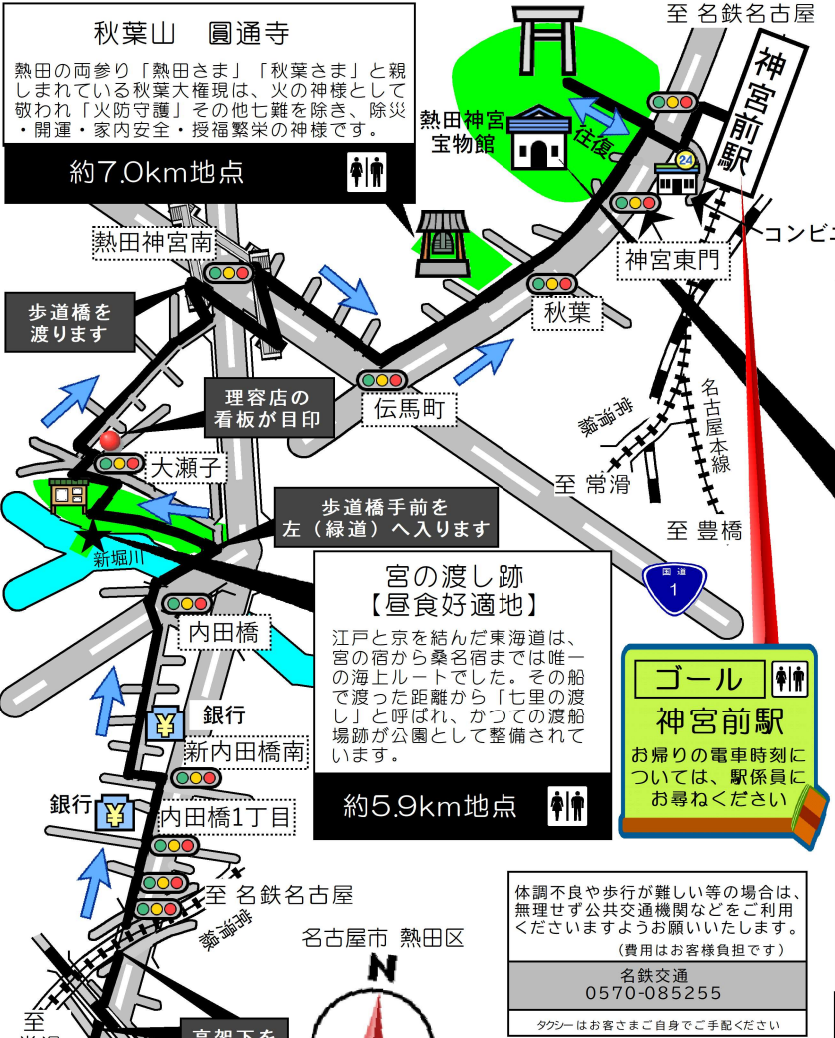 秋葉山　圓通寺
熱田の両参り「熱田さま」「秋葉さま」と親
しまれている秋葉大権現は、火の神様として
敬われ「火防守護」その他七難を除き、除災
・開運・家内安全・授福繁栄の神様です。
約7.0km地点
至 名鉄名古屋
神宮前駅
熱田神宮
宝物館
往復
24
コンビニ
神宮東門
熱田神宮南
歩道橋を
渡ります
秋葉
伝馬町
理容店の
看板が目印
大瀬子
常滑線
名古屋本線
至 常滑
至 豊橋
歩道橋手前を
左（緑道）へ入ります
新堀川
国道
1
内田橋
宮の渡し跡
【昼食好適地】
江戸と京を結んだ東海道は、
宮の宿から桑名宿までは唯一
の海上ルートでした。その船
で渡った距離から「七里の渡
し」と呼ばれ、かつての渡船
場跡が公園として整備されて
います。
約5.9km地点
ゴール
神宮前駅
お帰りの電車時刻に
ついては、駅係員に
お尋ねください
銀行
¥
新内田橋南
銀行
¥
内田橋1丁目
至 名鉄名古屋
常滑線
名古屋市 熱田区
N
体調不良や歩行が難しい等の場合は、
無理せず公共交通機関などをご利用
くださいますようお願いいたします。
（費用はお客様負担です）
名鉄交通
0570-085255
タクシーはお客さまご自身でご手配ください
至
高架下を